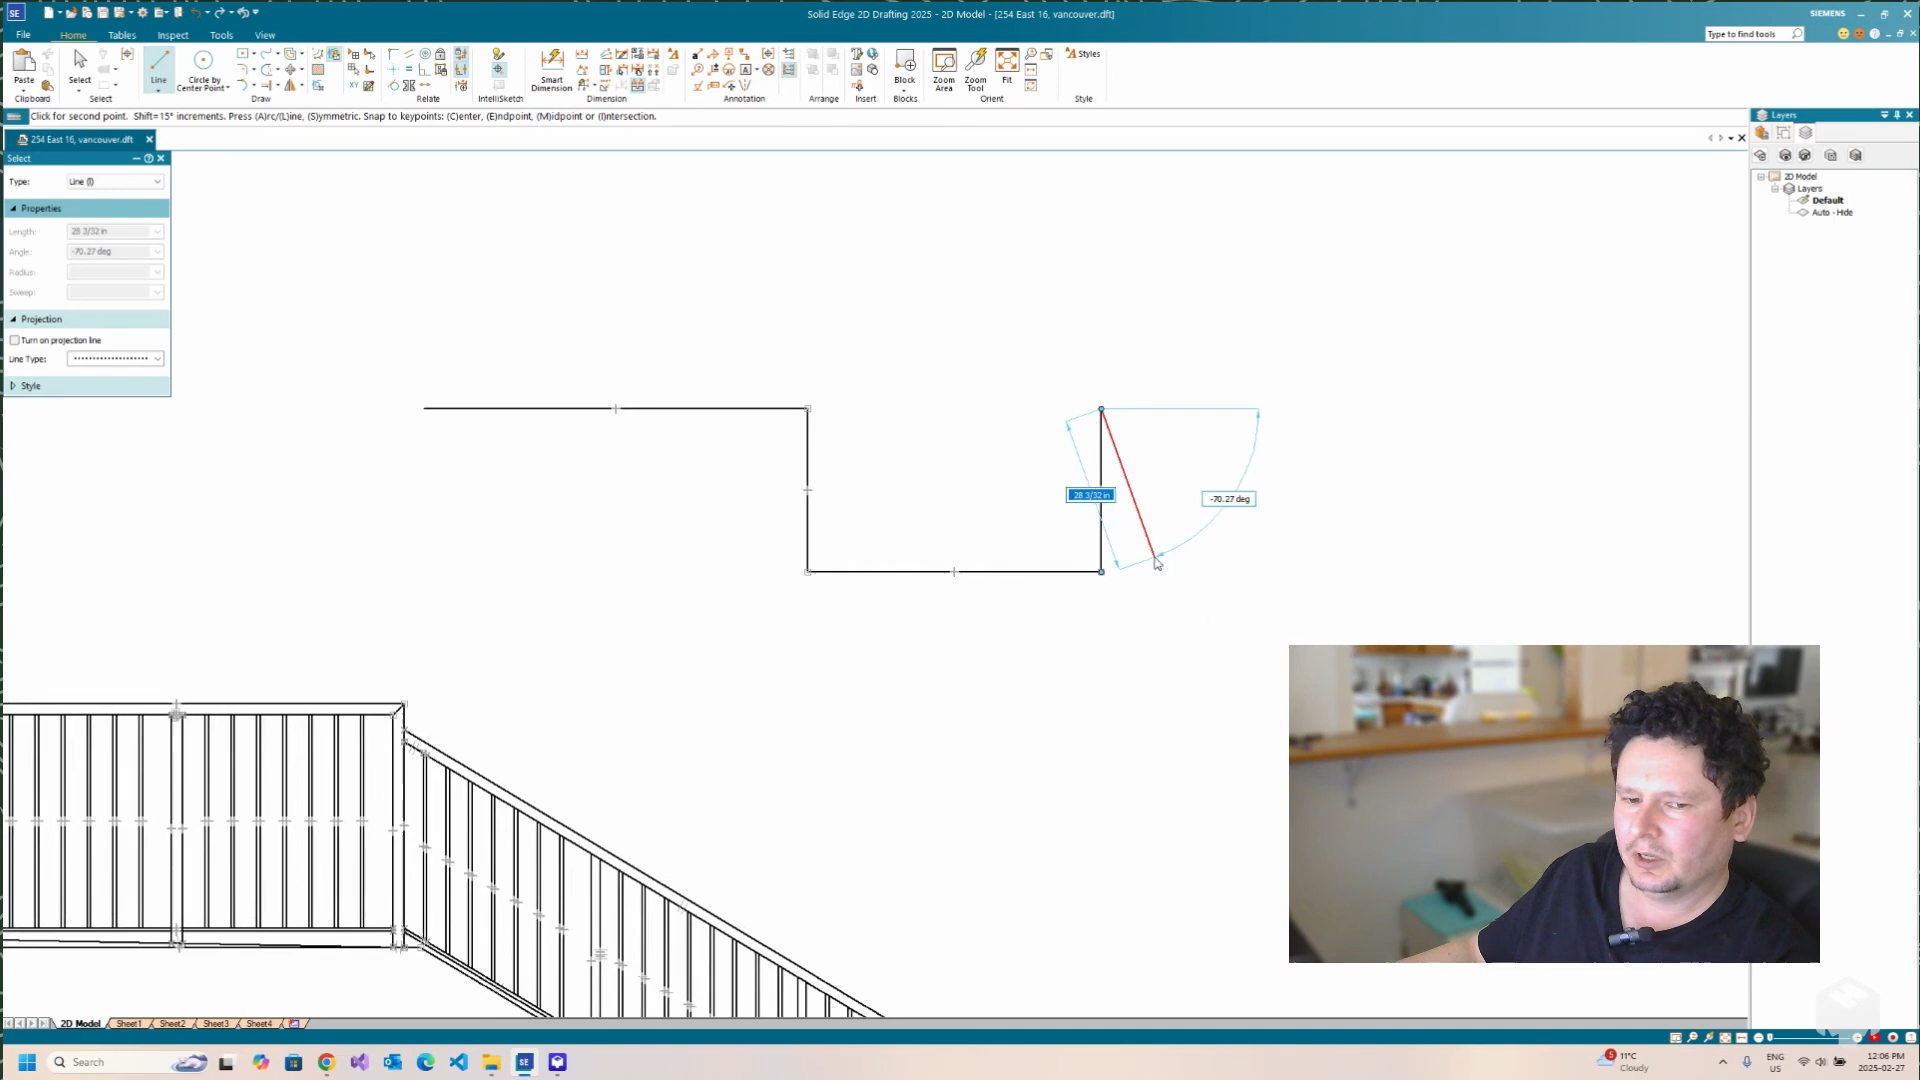 Solid Edge 2D Drafting 2025 - 2D Model - [254 East 16, vancouver.dft]
SIEMENS
File
Home
Tables
Inspect
Tools
View
Type to find tools
Paste
Select
Line
Circle by
Center Point
Smart
Dimension
Block
Zoom
Area
Zoom
Tool
Fit
Styles
Clipboard
Select
Draw
Relate
IntelliSketch
Dimension
Annotation
Arrange
Insert
Blocks
Orient
Style
Click for second point. Shift=15° increments. Press (A)rc/(L)ine, (S)ymmetric. Snap to keypoints: (C)enter, (E)ndpoint, (M)idpoint or (I)ntersection.
Layers
254 East 16, vancouver.dft
Select
Type:
Line (l)
Properties
Length:
28 3/32 in
Angle:
-70.27 deg
Radius:
Sweep:
Projection
Turn on projection line
Line Type:
Style
2D Model
Layers
Default
Auto - Hide
28 3/32 in
-70.27 deg
2D Model
Sheet1
Sheet2
Sheet3
Sheet4
Search
11°C
Cloudy
ENG
US
12:06 PM
2025-02-27